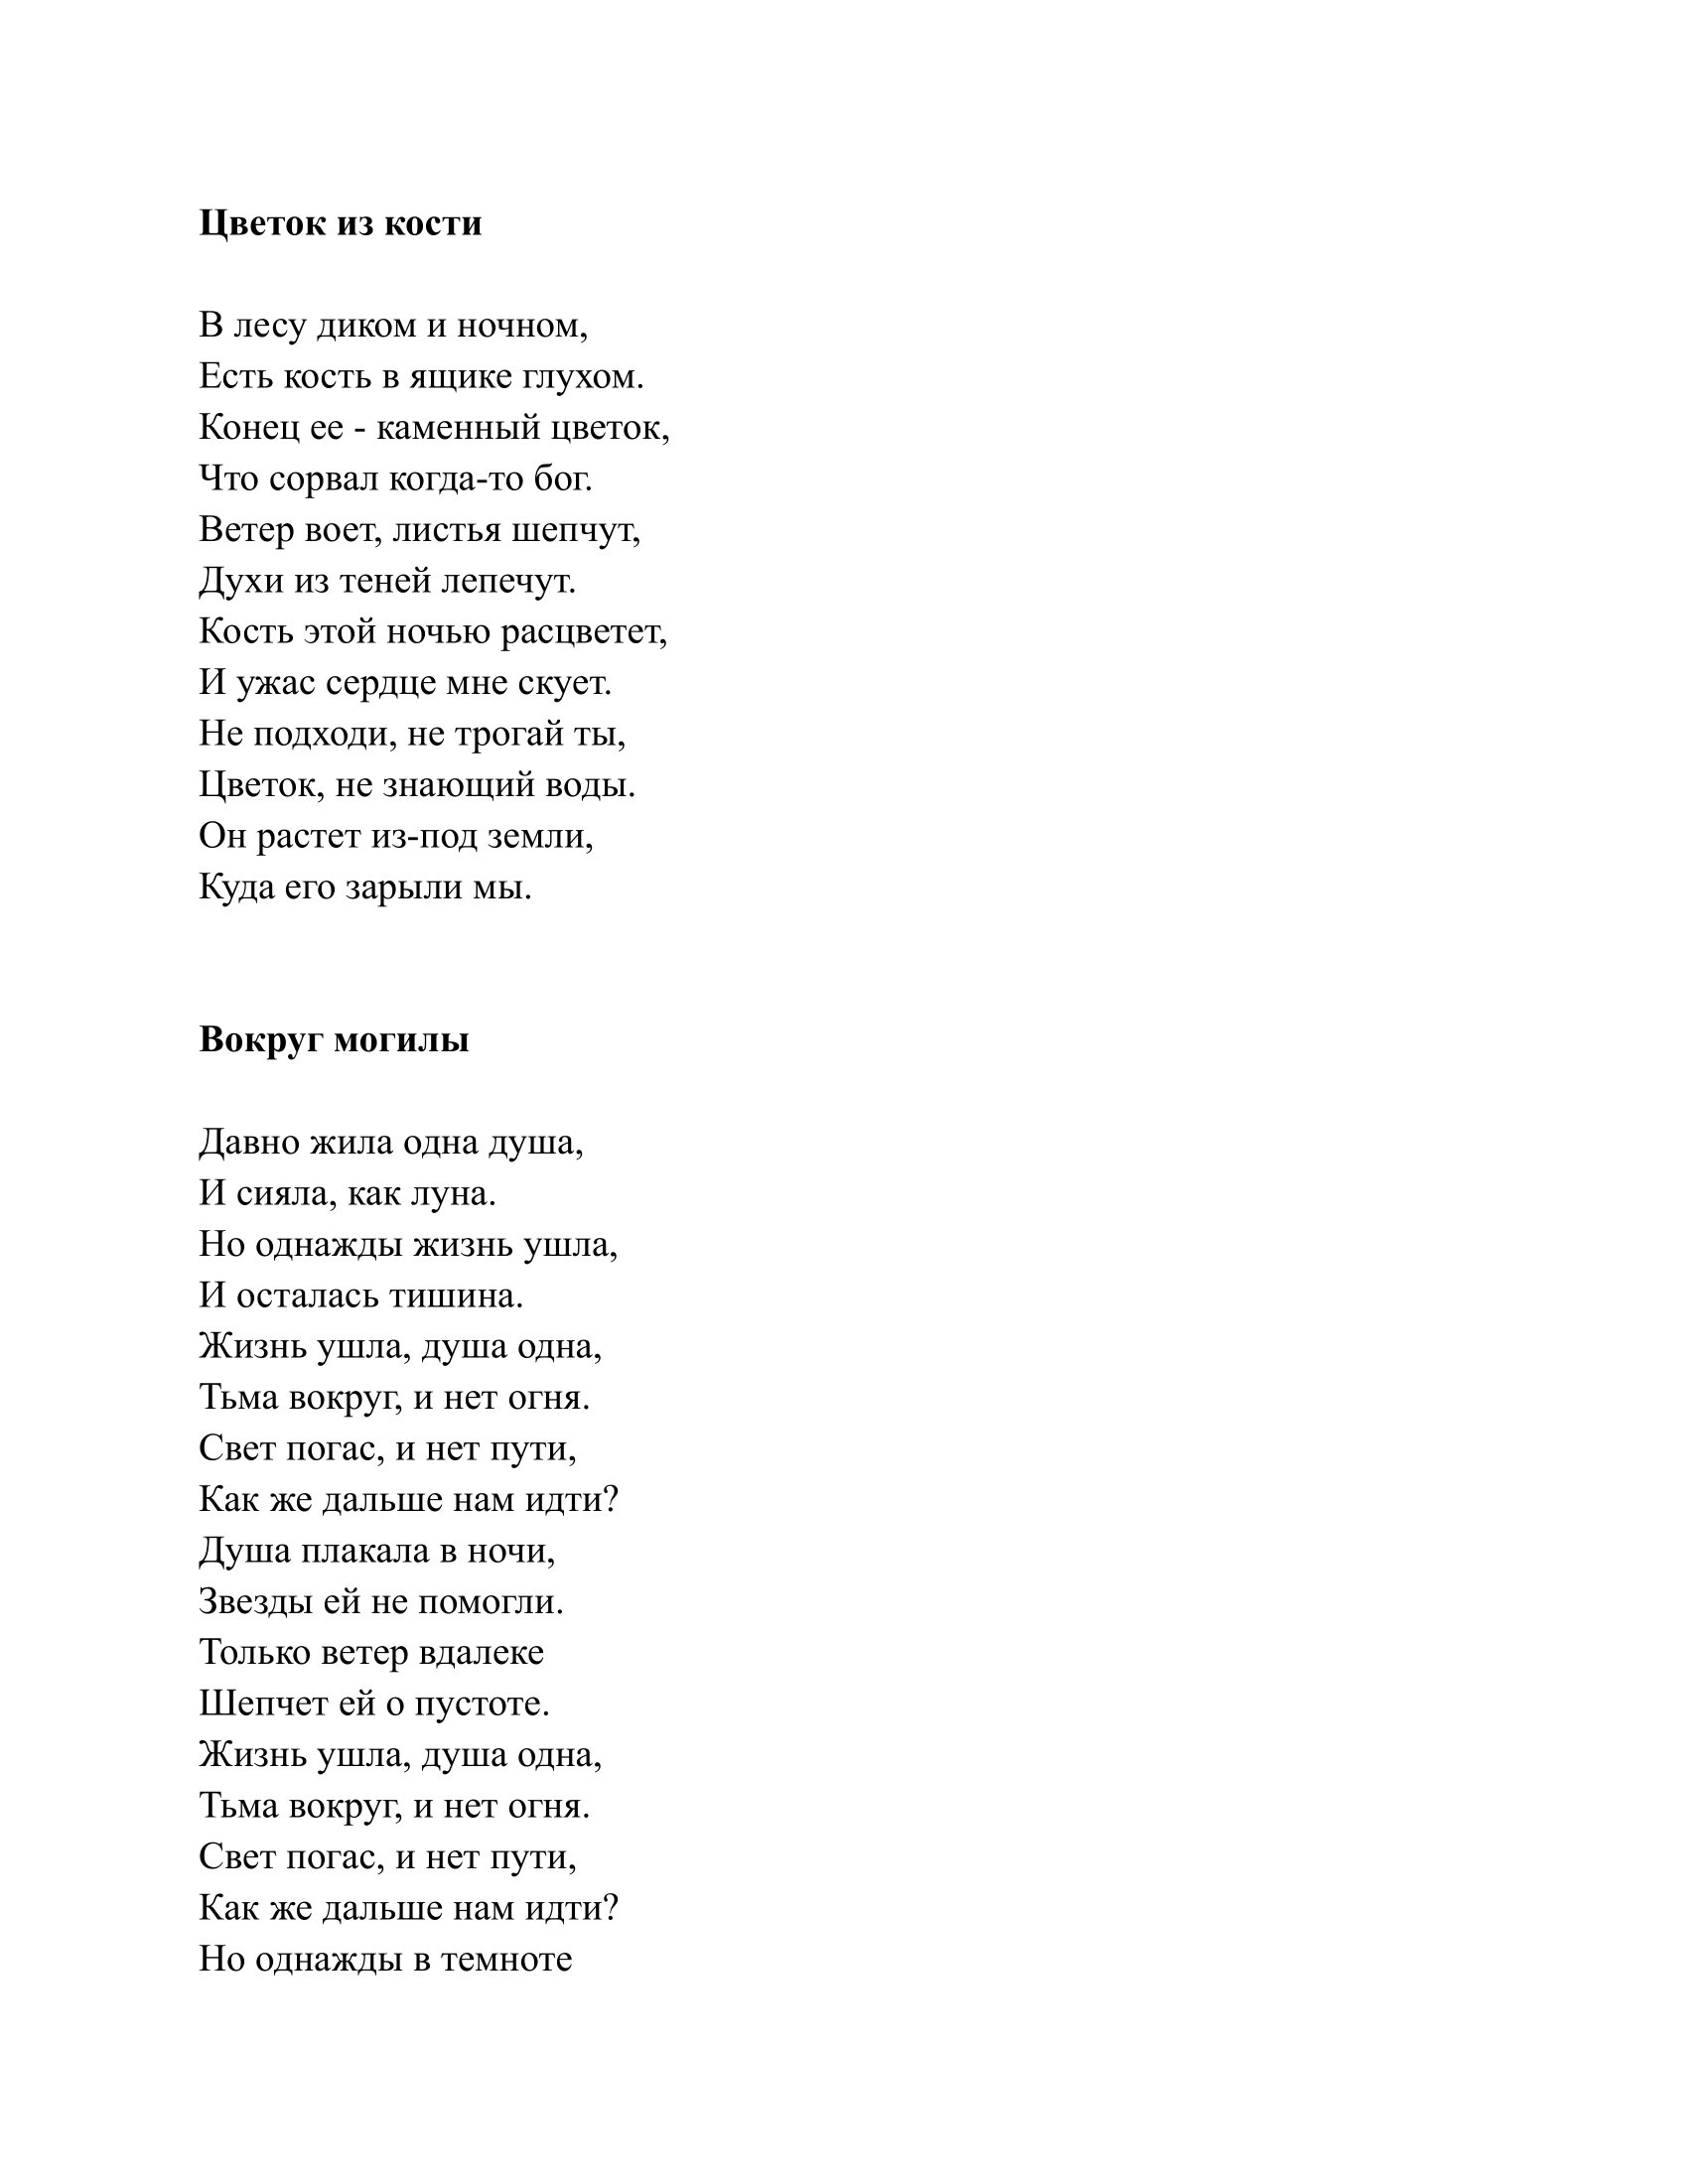 Цветок из кости
В лесу диком и ночном,
Есть кость в ящике глухом.
Конец ее - каменный цветок,
Что сорвал когда-то бог.
Ветер воет, листья шепчут,
Духи из теней лепечут.
Кость этой ночью расцветет,
И ужас сердце мне скует.
Не подходи, не трогай ты,
Цветок, не знающий воды.
Он растет из-под земли,
Куда его зарыли мы.
Вокруг могилы
Давно жила одна душа,
И сияла, как луна.
Но однажды жизнь ушла,
И осталась тишина.
Жизнь ушла, душа одна,
Тьма вокруг, и нет огня.
Свет погас, и нет пути,
Как же дальше нам идти?
Душа плакала в ночи,
Звезды ей не помогли.
Только ветер вдалеке
Шепчет ей о пустоте.
Жизнь ушла, душа одна,
Тьма вокруг, и нет огня.
Свет погас, и нет пути,
Как же дальше нам идти?
Но однажды в темноте